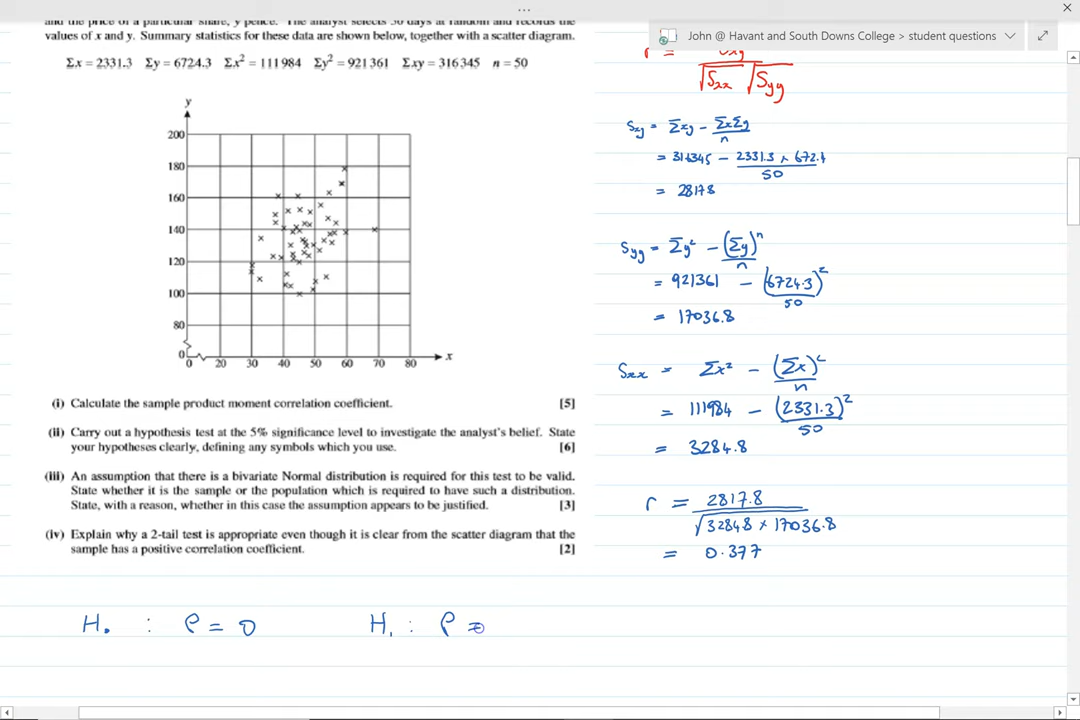 ...
John @ Havant and South Downs College > student questions
and the price of a particular share, y pence. The analyst selects 50 days at random and records the
values of x and y. Summary statistics for these data are shown below, together with a scatter diagram.
Σx = 2331.3 Σy = 6724.3 Σx² = 111984 Σy² = 921361 Σxy = 316345 n = 50
y
200
180
160
140
120
100
80
0
0 20 30 40 50 60 70 80 x
(i) Calculate the sample product moment correlation coefficient. [5]
(ii) Carry out a hypothesis test at the 5% significance level to investigate the analyst's belief. State
your hypotheses clearly, defining any symbols which you use. [6]
(iii) An assumption that there is a bivariate Normal distribution is required for this test to be valid.
State whether it is the sample or the population which is required to have such a distribution.
State, with a reason, whether in this case the assumption appears to be justified. [3]
(iv) Explain why a 2-tail test is appropriate even though it is clear from the scatter diagram that the
sample has a positive correlation coefficient. [2]
r = Sxy
√Sxx √Syy
Sxy = Σxy - ΣxΣy
n
= 316345 - 2331.3 × 672.4
50
= 2817.8
Syy = Σy² - (Σy)ⁿ
n
= 921361 - (6724.3)²
50
= 17036.8
Sxx = Σx² - (Σx)²
n
= 111984 - (2331.3)²
50
= 3284.8
r = 2817.8
√3284.8 × 17036.8
= 0.377
H₀ : ρ = 0 H₁ : ρ =